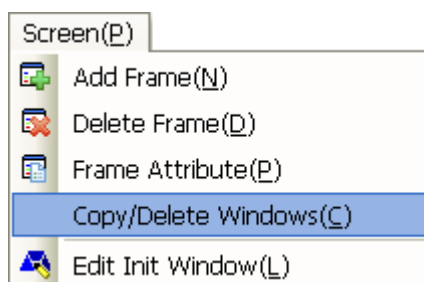 Screen(P)
Add Frame(N)
Delete Frame(D)
Frame Attribute(P)
Copy/Delete Windows(C)
Edit Init Window(L)